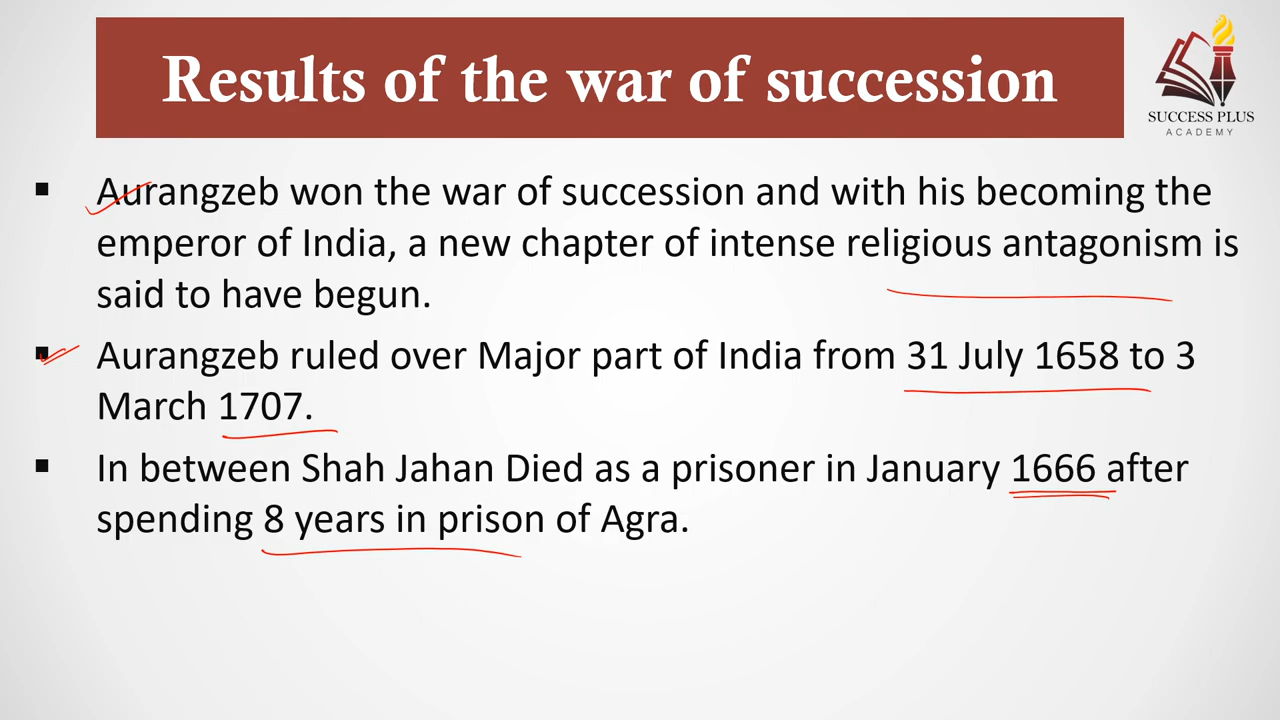 Results of the war of succession
SUCCESS PLUS
ACADEMY
▪ Aurangzeb won the war of succession and with his becoming the
emperor of India, a new chapter of intense religious antagonism is
said to have begun.
▪ Aurangzeb ruled over Major part of India from 31 July 1658 to 3
March 1707.
▪ In between Shah Jahan Died as a prisoner in January 1666 after
spending 8 years in prison of Agra.